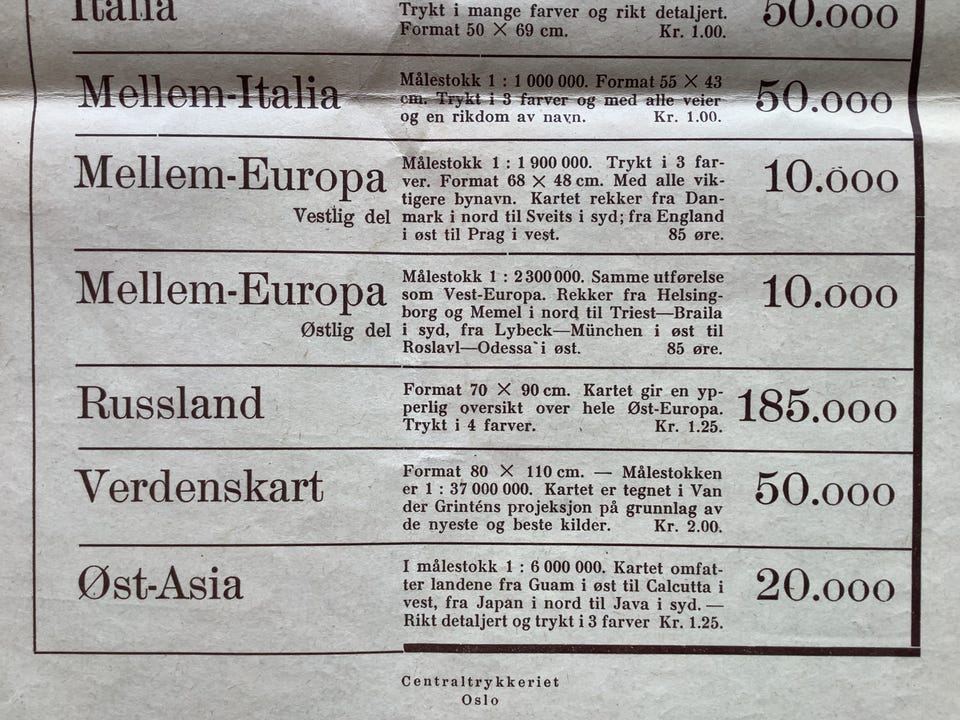 Italia
Trykt i mange farver og rikt detaljert.
Format 50 × 69 cm. Kr. 1.00.
50.000
Mellem-Italia
Målestokk 1 : 1 000 000. Format 55 × 43
cm. Trykt i 3 farver og med alle veier
og en rikdom av navn. Kr. 1.00.
50.000
Mellem-Europa
Vestlig del
Målestokk 1 : 1 900 000. Trykt i 3 far-
ver. Format 68 × 48 cm. Med alle vik-
tigere bynavn. Kartet rekker fra Dan-
mark i nord til Sveits i syd; fra England
i øst til Prag i vest. 85 øre.
10.000
Mellem-Europa
Østlig del
Målestokk 1 : 2 300 000. Samme utførelse
som Vest-Europa. Rekker fra Helsing-
borg og Memel i nord til Triest—Braila
i syd, fra Lybeck—München i øst til
Roslavl—Odessa i øst. 85 øre.
10.000
Russland
Format 70 × 90 cm. Kartet gir en yp-
perlig oversikt over hele Øst-Europa.
Trykt i 4 farver. Kr. 1.25.
185.000
Verdenskart
Format 80 × 110 cm. — Målestokken
er 1 : 37 000 000. Kartet er tegnet i Van
der Grinténs projeksjon på grunnlag av
de nyeste og beste kilder. Kr. 2.00.
50.000
Øst-Asia
I målestokk 1 : 6 000 000. Kartet omfat-
ter landene fra Guam i øst til Calcutta i
vest, fra Japan i nord til Java i syd. —
Rikt detaljert og trykt i 3 farver Kr. 1.25.
20.000
Centraltrykkeriet
Oslo